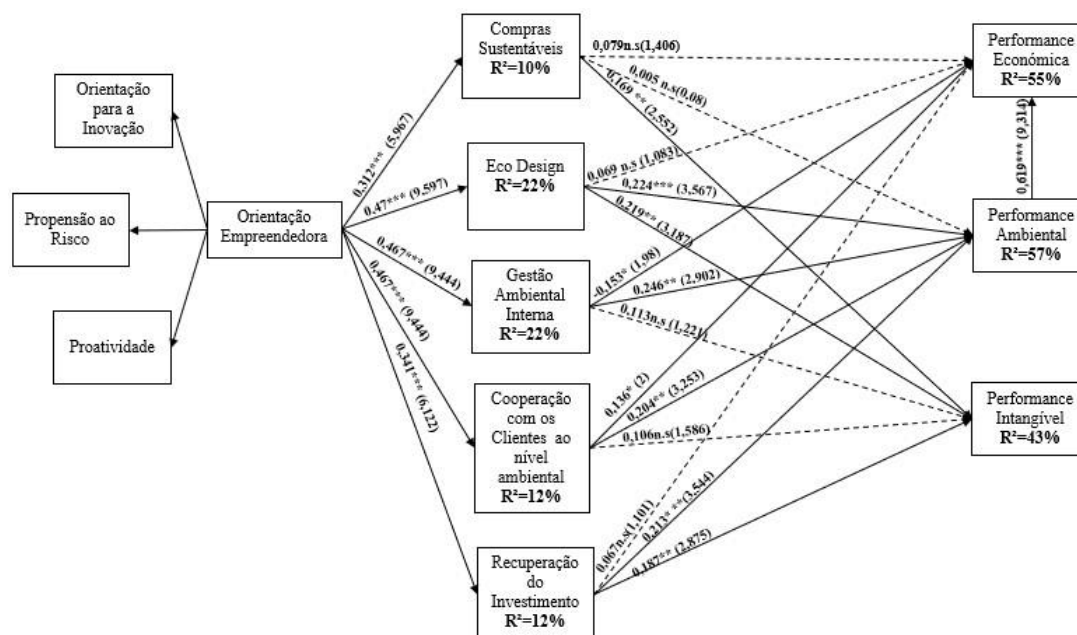 Orientação
para a
Inovação
Propensão ao
Risco
Proatividade
Orientação
Empreendedora
0,312*** (5,967)
0.47*** (9,597)
0,467*** (9,444)
0,467*** (9,444)
0.341*** (6,122)
Compras
Sustentáveis
R²=10%
Eco Design
R²=22%
Gestão
Ambiental
Interna
R²=22%
Cooperação
com os
Clientes ao
nível
ambiental
R²=12%
Recuperação
do
Investimento
R²=12%
0,079n.s(1,406)
0,005 n.s(0,08)
0,169 ** (2,552)
0,069 n.s (1,083)
0,224*** (3,567)
0,219** (3,187)
-0,153* (1,98)
0,246** (2,902)
0,113n.s (1,221)
0,136* (2)
0,204** (3,253)
0,106n.s(1,586)
0,067n.s(1,101)
0,213* **(3,544)
0,187** (2,875)
Performance
Económica
R²=55%
0,619*** (9,314)
Performance
Ambiental
R²=57%
Performance
Intangível
R²=43%